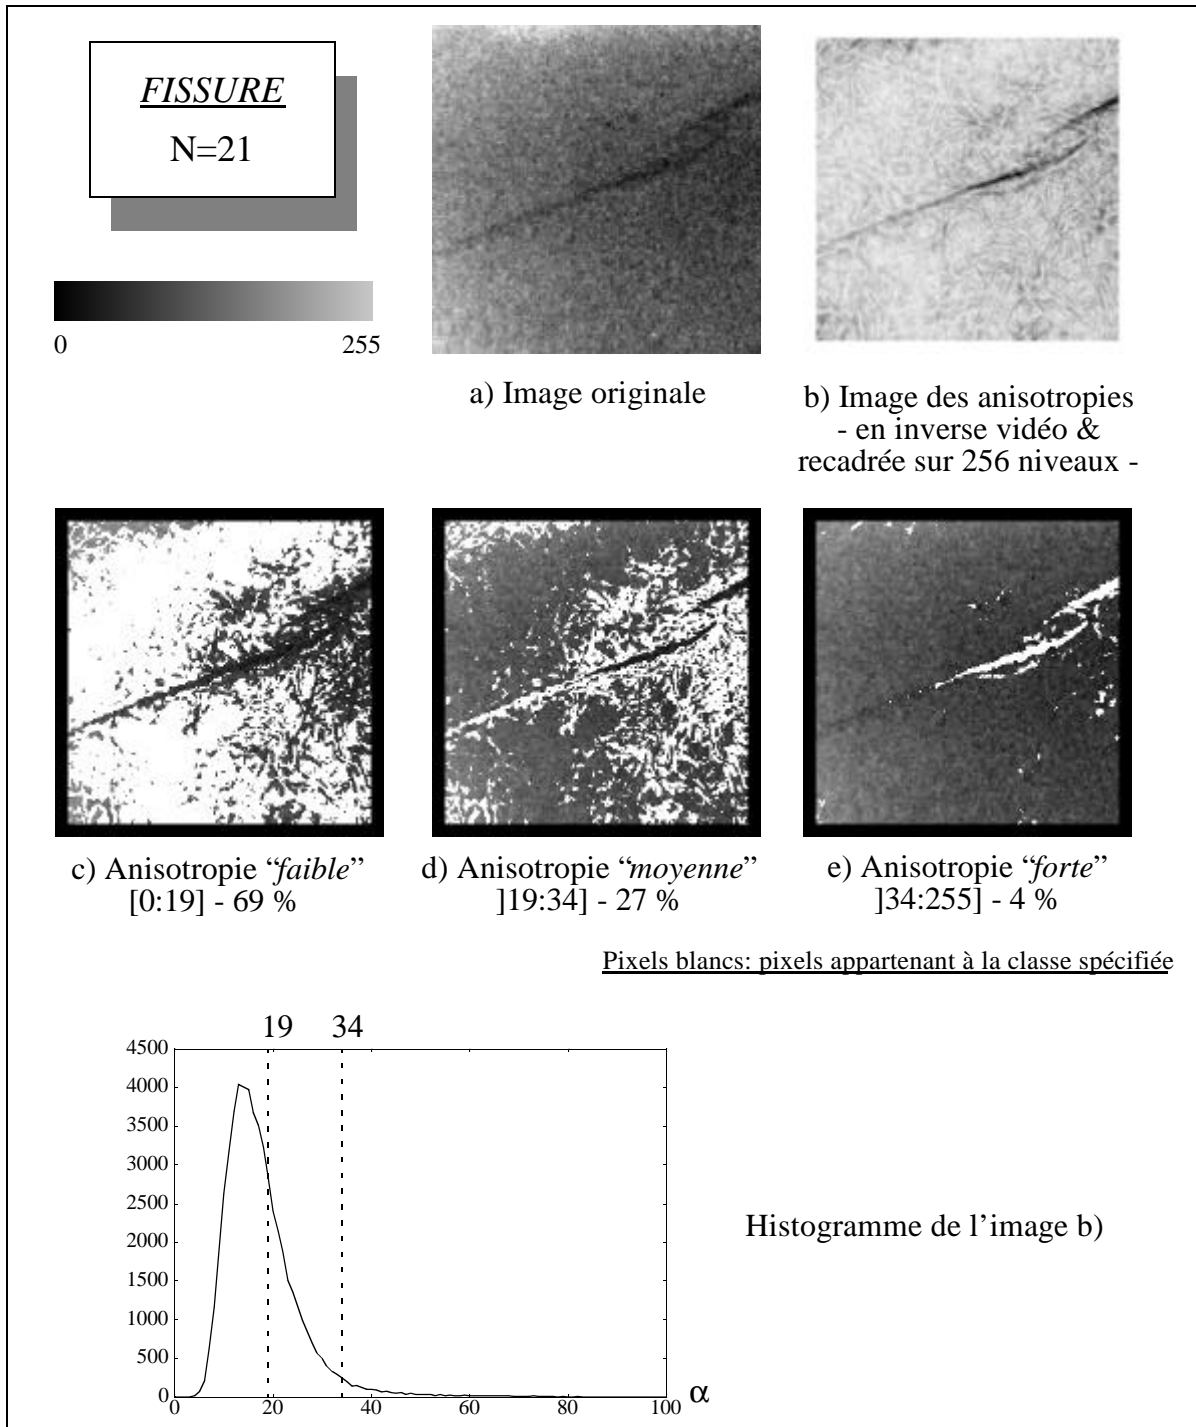 FISSURE
N=21
0 255
a) Image originale
b) Image des anisotropies
- en inverse vidéo &
recadrée sur 256 niveaux -
c) Anisotropie “faible”
[0:19] - 69 %
d) Anisotropie “moyenne”
]19:34] - 27 %
e) Anisotropie “forte”
]34:255] - 4 %
Pixels blancs: pixels appartenant à la classe spécifiée
19 34
4500
4000
3500
3000
2500
2000
1500
1000
500
0
0 20 40 60 80 100 α
Histogramme de l’image b)